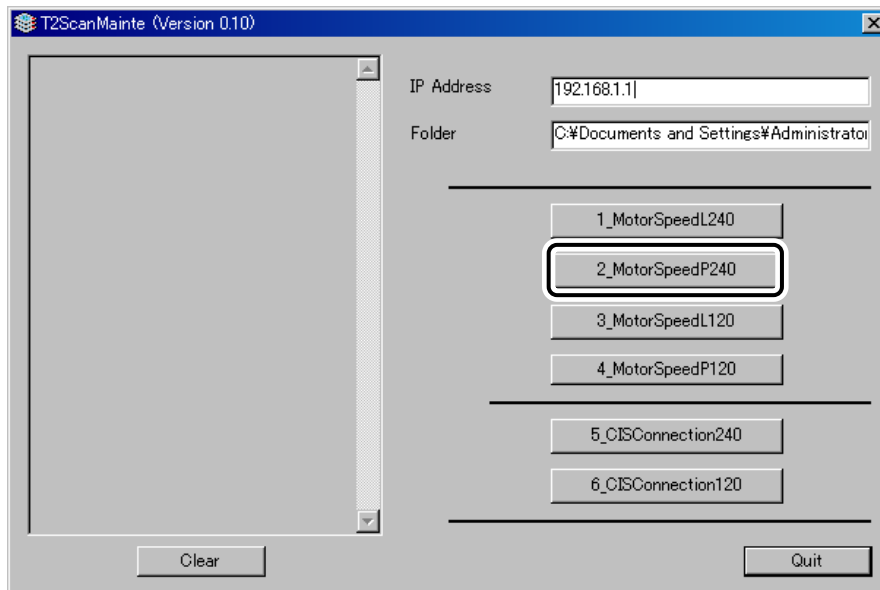 T2ScanMainte (Version 0.10)
IP Address
192.168.1.1
Folder
C:¥Documents and Settings¥Administrator
1_MotorSpeedL240
2_MotorSpeedP240
3_MotorSpeedL120
4_MotorSpeedP120
5_CISConnection240
6_CISConnection120
Clear
Quit